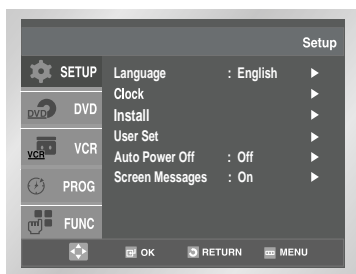 Setup
SETUP
Language : English ►
Clock ►
Install ►
User Set ►
Auto Power Off : Off ►
Screen Messages : On ►
DVD DVD
VCR VCR
PROG
FUNC
OK RETURN MENU